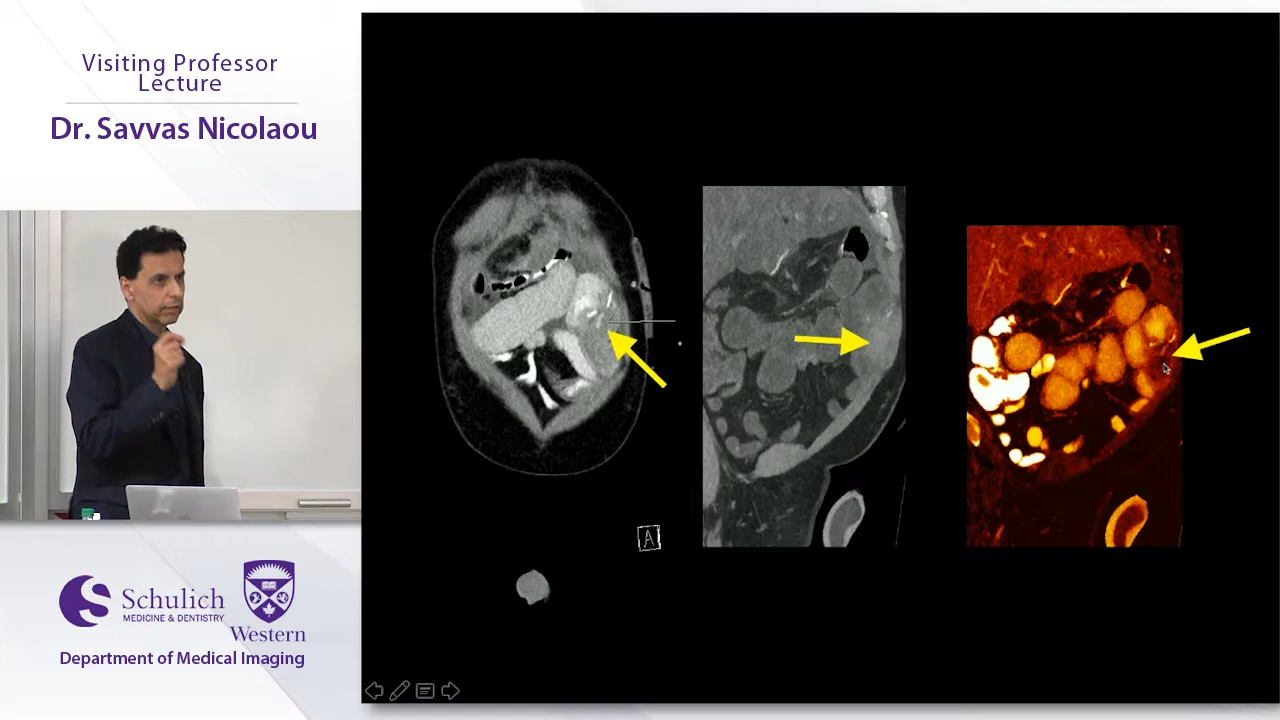 Visiting Professor
Lecture
Dr. Savvas Nicolaou
A
Schulich
MEDICINE & DENTISTRY
Western
Department of Medical Imaging